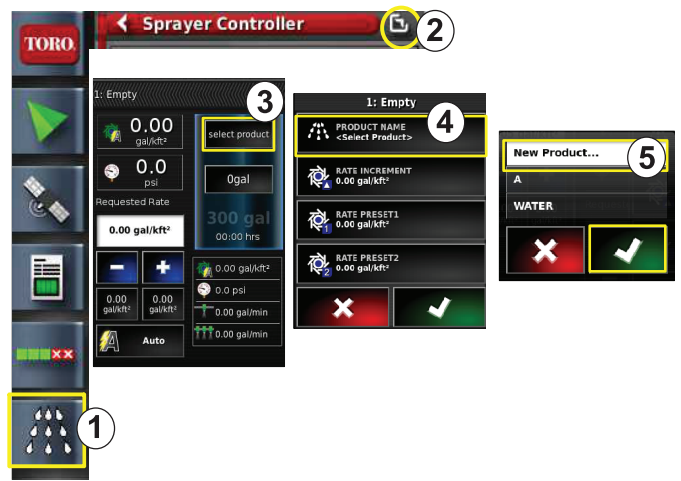 TORO.
Sprayer Controller
2
1: Empty
3
0.00
gal/kft²
select product
0.0
psi
0gal
Requested Rate
0.00 gal/kft²
300 gal
00:00 hrs
0.00 gal/kft²
0.0 psi
0.00
gal/kft²
0.00
gal/kft²
0.00 gal/min
0.00 gal/min
Auto
1: Empty
PRODUCT NAME
<Select Product>
4
RATE INCREMENT
0.00 gal/kft²
RATE PRESET1
0.00 gal/kft²
1
RATE PRESET2
0.00 gal/kft²
2
New Product...
5
A
WATER
1